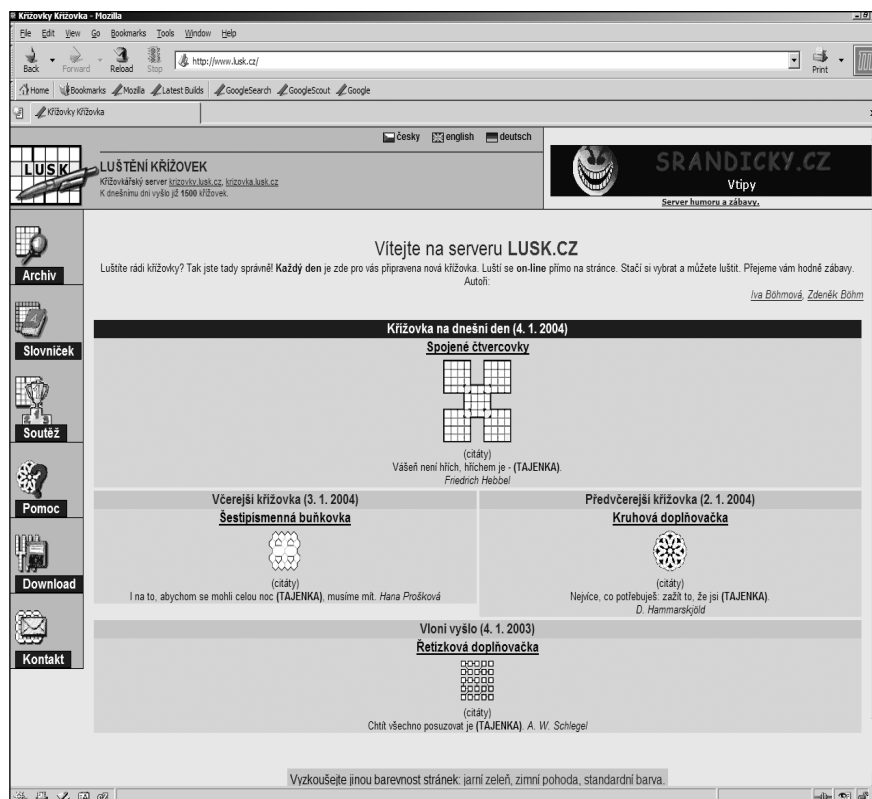 Křížovky Křížovka - Mozilla
File Edit View Go Bookmarks Tools Window Help
Back Forward Reload Stop http://www.lusk.cz/ Print
Home Bookmarks Mozilla Latest Builds GoogleSearch GoogleScout Google
Křížovky Křížovka
česky english deutsch
LUSK
LUŠTĚNÍ KŘÍŽOVEK
Křížovkářský server krizovky.lusk.cz, krizovka.lusk.cz
K dnešnímu dni vyšlo již 1500 křížovek.
SRANDICKY.CZ
Vtipy
Server humoru a zábavy.
Archiv
Slovníček
Soutěž
Pomoc
Download
Kontakt
Vítejte na serveru LUSK.CZ
Luštíte rádi křížovky? Tak jste tady správně! Každý den je zde pro vás připravena nová křížovka. Luští se on-line přímo na stránce. Stačí si vybrat a můžete luštit. Přejeme vám hodně zábavy.
Autoři:
Iva Böhmová, Zdeněk Böhm
Křížovka na dnešní den (4. 1. 2004)
Spojené čtvercovky
(citáty)
Vášeň není hřích, hříchem je - (TAJENKA).
Friedrich Hebbel
Včerejší křížovka (3. 1. 2004)
Šestipísmenná buňkovka
(citáty)
I na to, abychom se mohli celou noc (TAJENKA), musíme mít. Hana Prošková
Předvčerejší křížovka (2. 1. 2004)
Kruhová doplňovačka
(citáty)
Nejvíce, co potřebuješ: zažít to, že jsi (TAJENKA).
D. Hammarskjöld
Vloni vyšlo (4. 1. 2003)
Řetízková doplňovačka
(citáty)
Chtít všechno posuzovat je (TAJENKA). A. W. Schlegel
Vyzkoušejte jinou barevnost stránek: jarní zeleň, zimní pohoda, standardní barva.